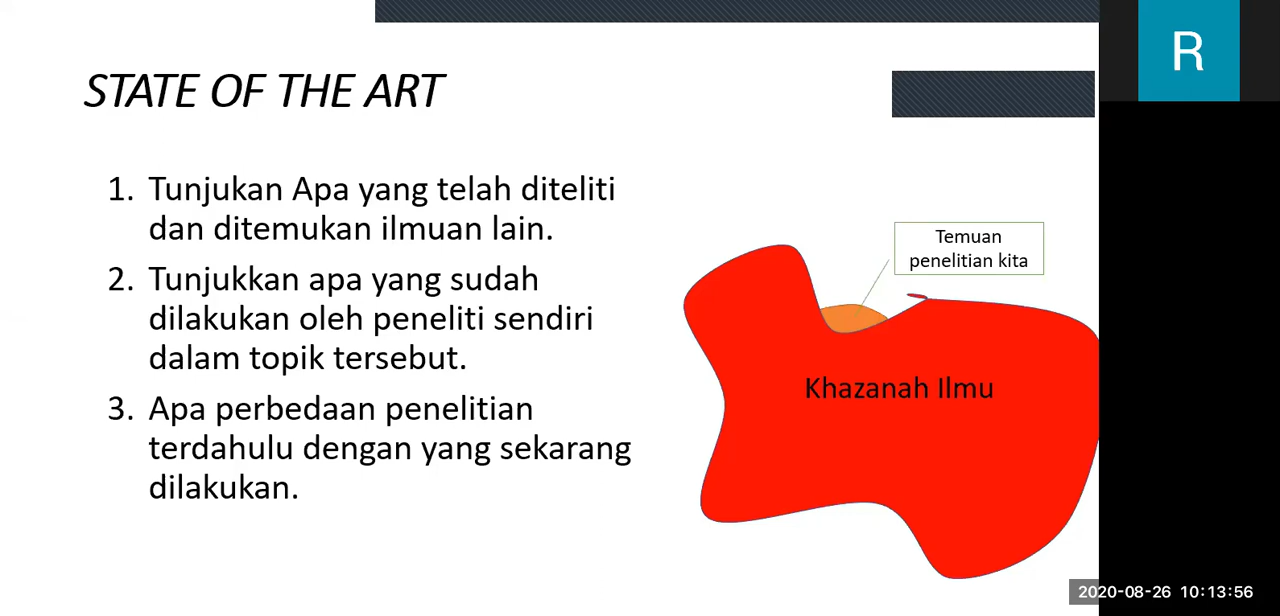 STATE OF THE ART
1. Tunjukan Apa yang telah diteliti
dan ditemukan ilmuan lain.
2. Tunjukkan apa yang sudah
dilakukan oleh peneliti sendiri
dalam topik tersebut.
3. Apa perbedaan penelitian
terdahulu dengan yang sekarang
dilakukan.
Temuan
penelitian kita
Khazanah Ilmu
R
2020-08-26 10:13:56